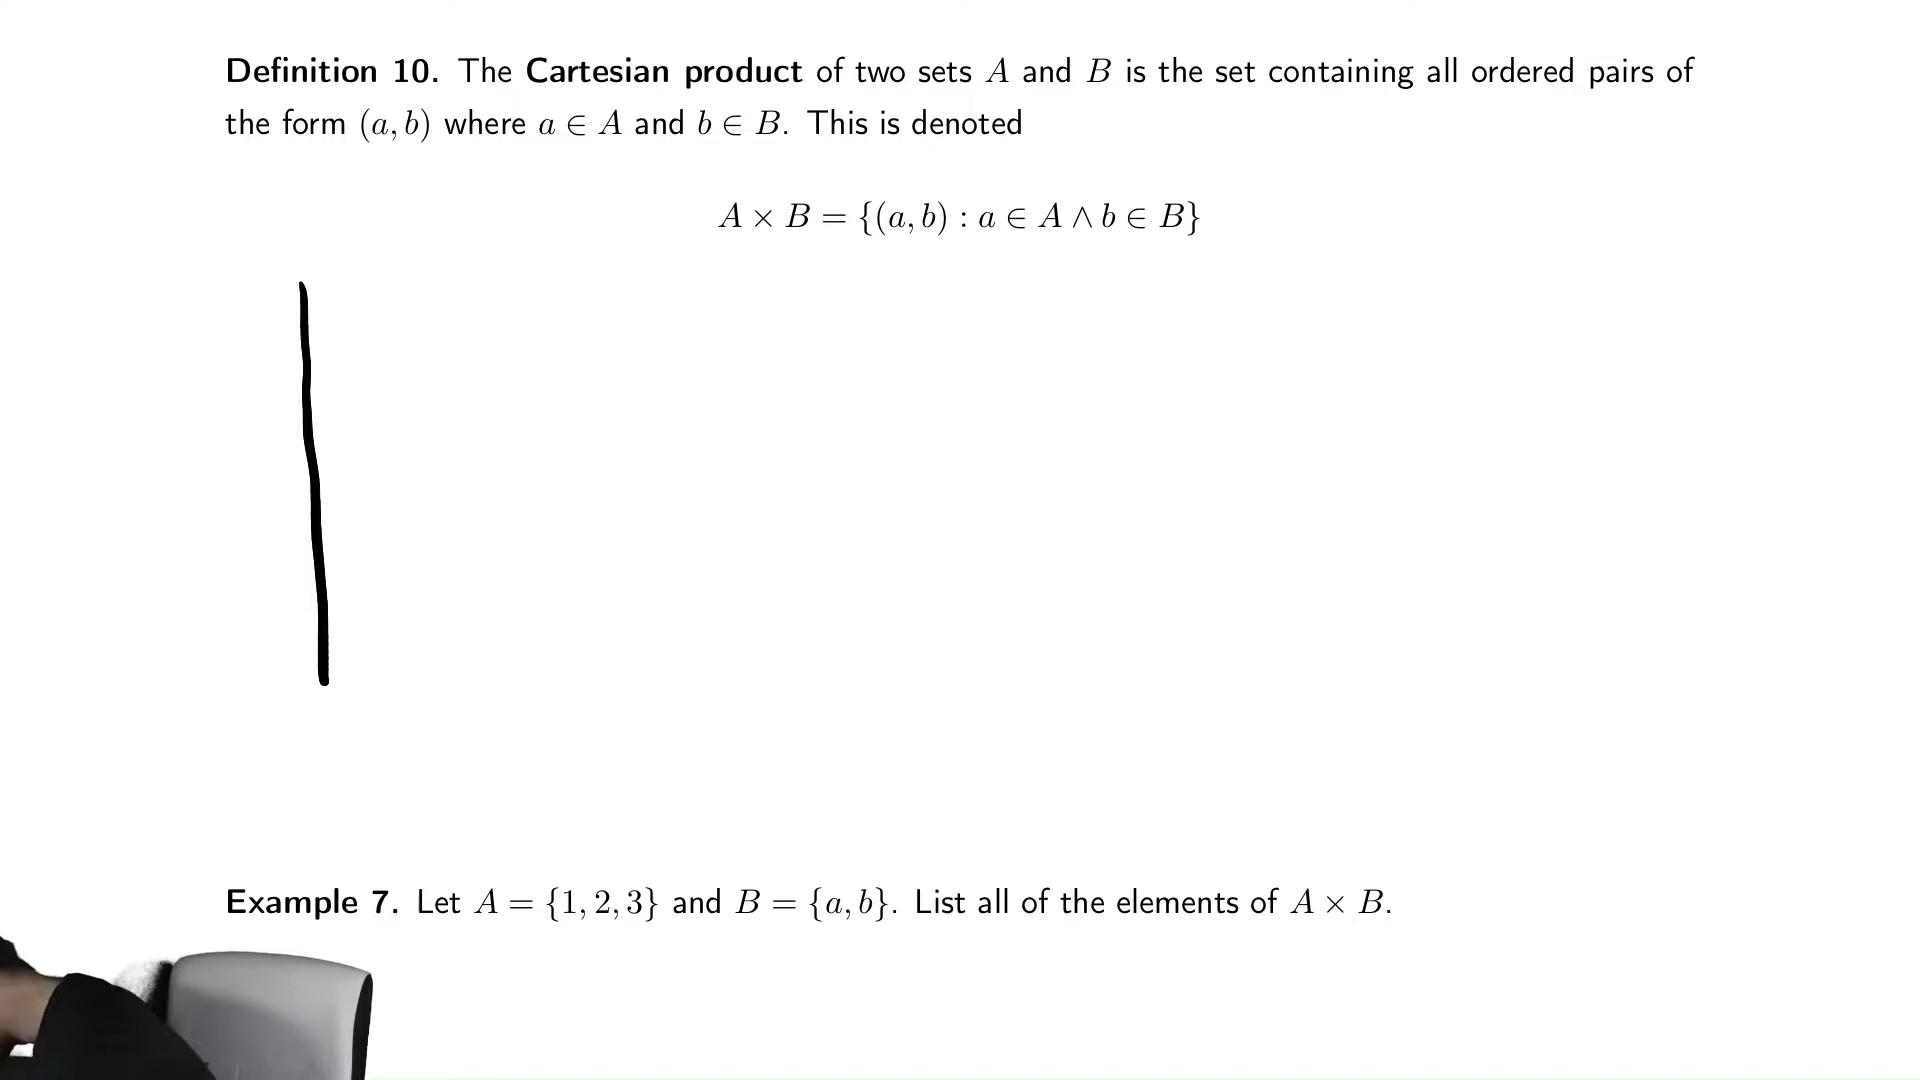 Definition 10. The Cartesian product of two sets A and B is the set containing all ordered pairs of
the form (a, b) where a ∈ A and b ∈ B. This is denoted
A × B = {(a, b) : a ∈ A ∧ b ∈ B}
Example 7. Let A = {1, 2, 3} and B = {a, b}. List all of the elements of A × B.